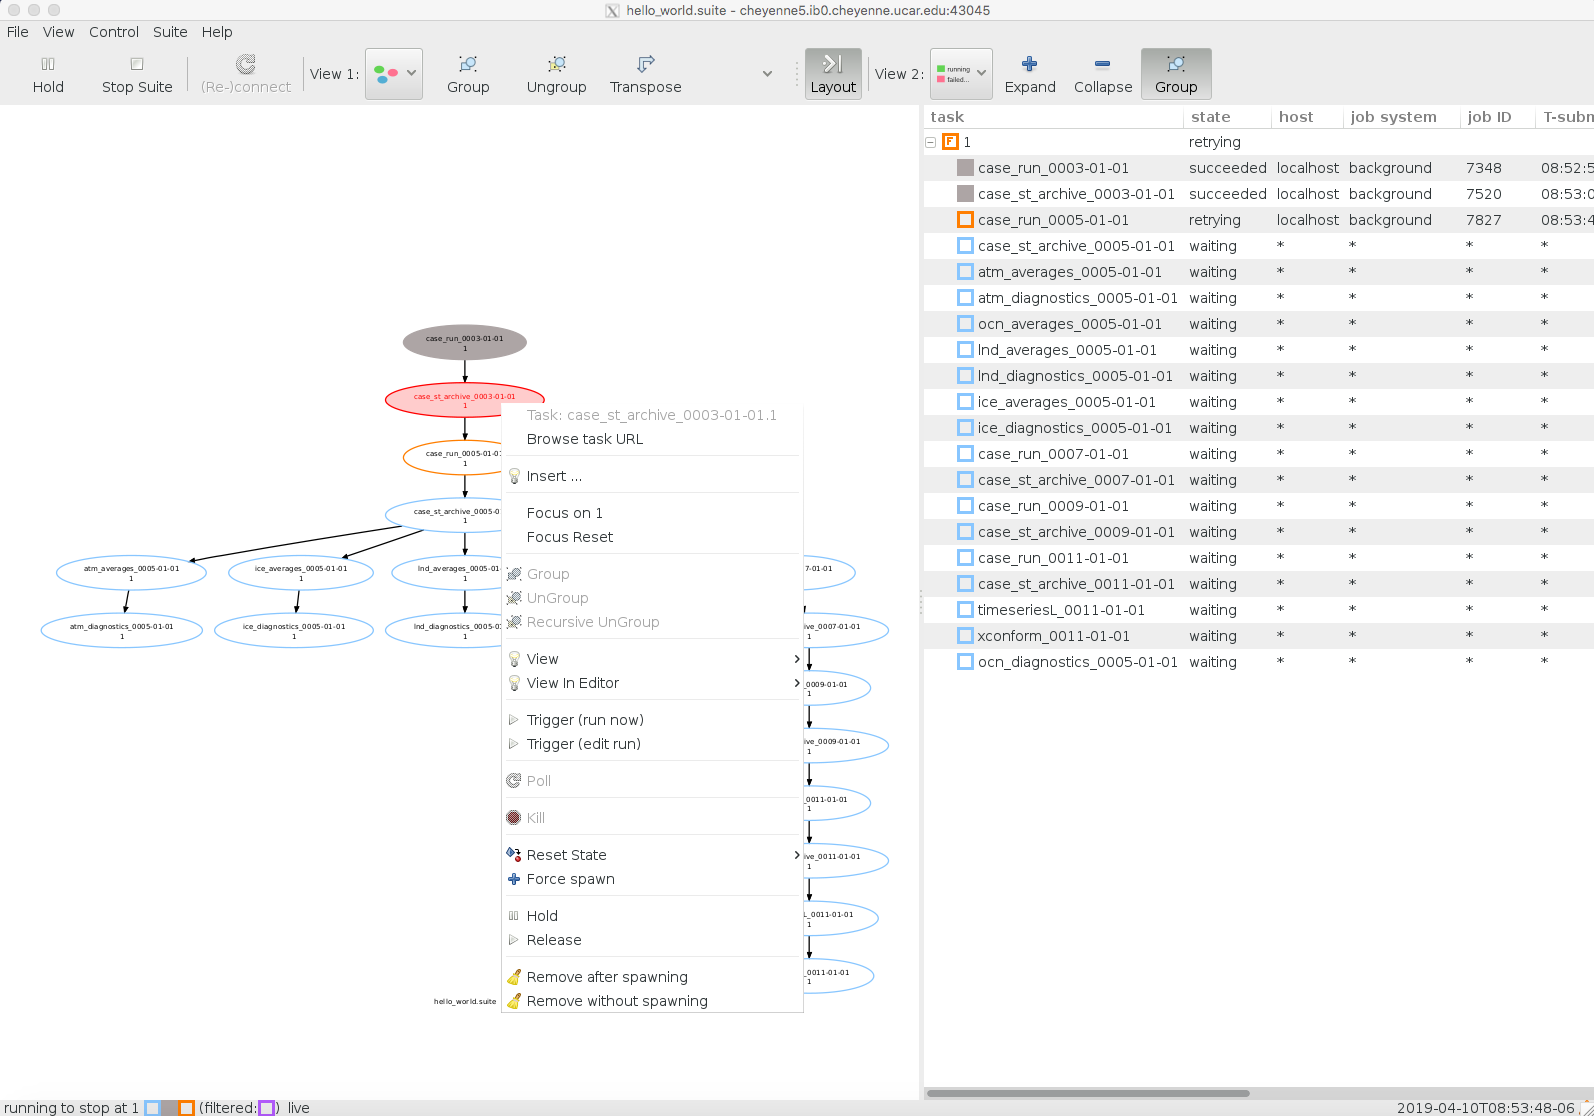 hello_world.suite - cheyenne5.ib0.cheyenne.ucar.edu:43045
File View Control Suite Help
Hold Stop Suite (Re-)connect View 1: Group Ungroup Transpose Layout View 2: running failed... Expand Collapse Group
task state host job system job ID T-subm
F 1 retrying
case_run_0003-01-01 succeeded localhost background 7348 08:52:5
case_st_archive_0003-01-01 succeeded localhost background 7520 08:53:0
case_run_0005-01-01 retrying localhost background 7827 08:53:4
case_st_archive_0005-01-01 waiting * * * *
atm_averages_0005-01-01 waiting * * * *
atm_diagnostics_0005-01-01 waiting * * * *
ocn_averages_0005-01-01 waiting * * * *
lnd_averages_0005-01-01 waiting * * * *
lnd_diagnostics_0005-01-01 waiting * * * *
ice_averages_0005-01-01 waiting * * * *
ice_diagnostics_0005-01-01 waiting * * * *
case_run_0007-01-01 waiting * * * *
case_st_archive_0007-01-01 waiting * * * *
case_run_0009-01-01 waiting * * * *
case_st_archive_0009-01-01 waiting * * * *
case_run_0011-01-01 waiting * * * *
case_st_archive_0011-01-01 waiting * * * *
timeseriesL_0011-01-01 waiting * * * *
xconform_0011-01-01 waiting * * * *
ocn_diagnostics_0005-01-01 waiting * * * *
case_run_0003-01-01
1
case_st_archive_0003-01-01
1
case_run_0005-01
1
case_st_archive_0005-0
1
atm_averages_0005-01-01
1
ice_averages_0005-01-01
1
lnd_averages_0005-01
1
7-01-01
atm_diagnostics_0005-01-01
1
ice_diagnostics_0005-01-01
1
lnd_diagnostics_0005-01
1
ive_0007-01-01
1
_0009-01-01
1
ive_0009-01-01
1
_0011-01-01
1
ive_0011-01-01
1
L_0011-01-01
1
_0011-01-01
1
hello_world.suite
Task: case_st_archive_0003-01-01.1
Browse task URL
Insert ...
Focus on 1
Focus Reset
Group
UnGroup
Recursive UnGroup
View
View In Editor
Trigger (run now)
Trigger (edit run)
Poll
Kill
Reset State
Force spawn
Hold
Release
Remove after spawning
Remove without spawning
running to stop at 1 (filtered: ) live
2019-04-10T08:53:48-06